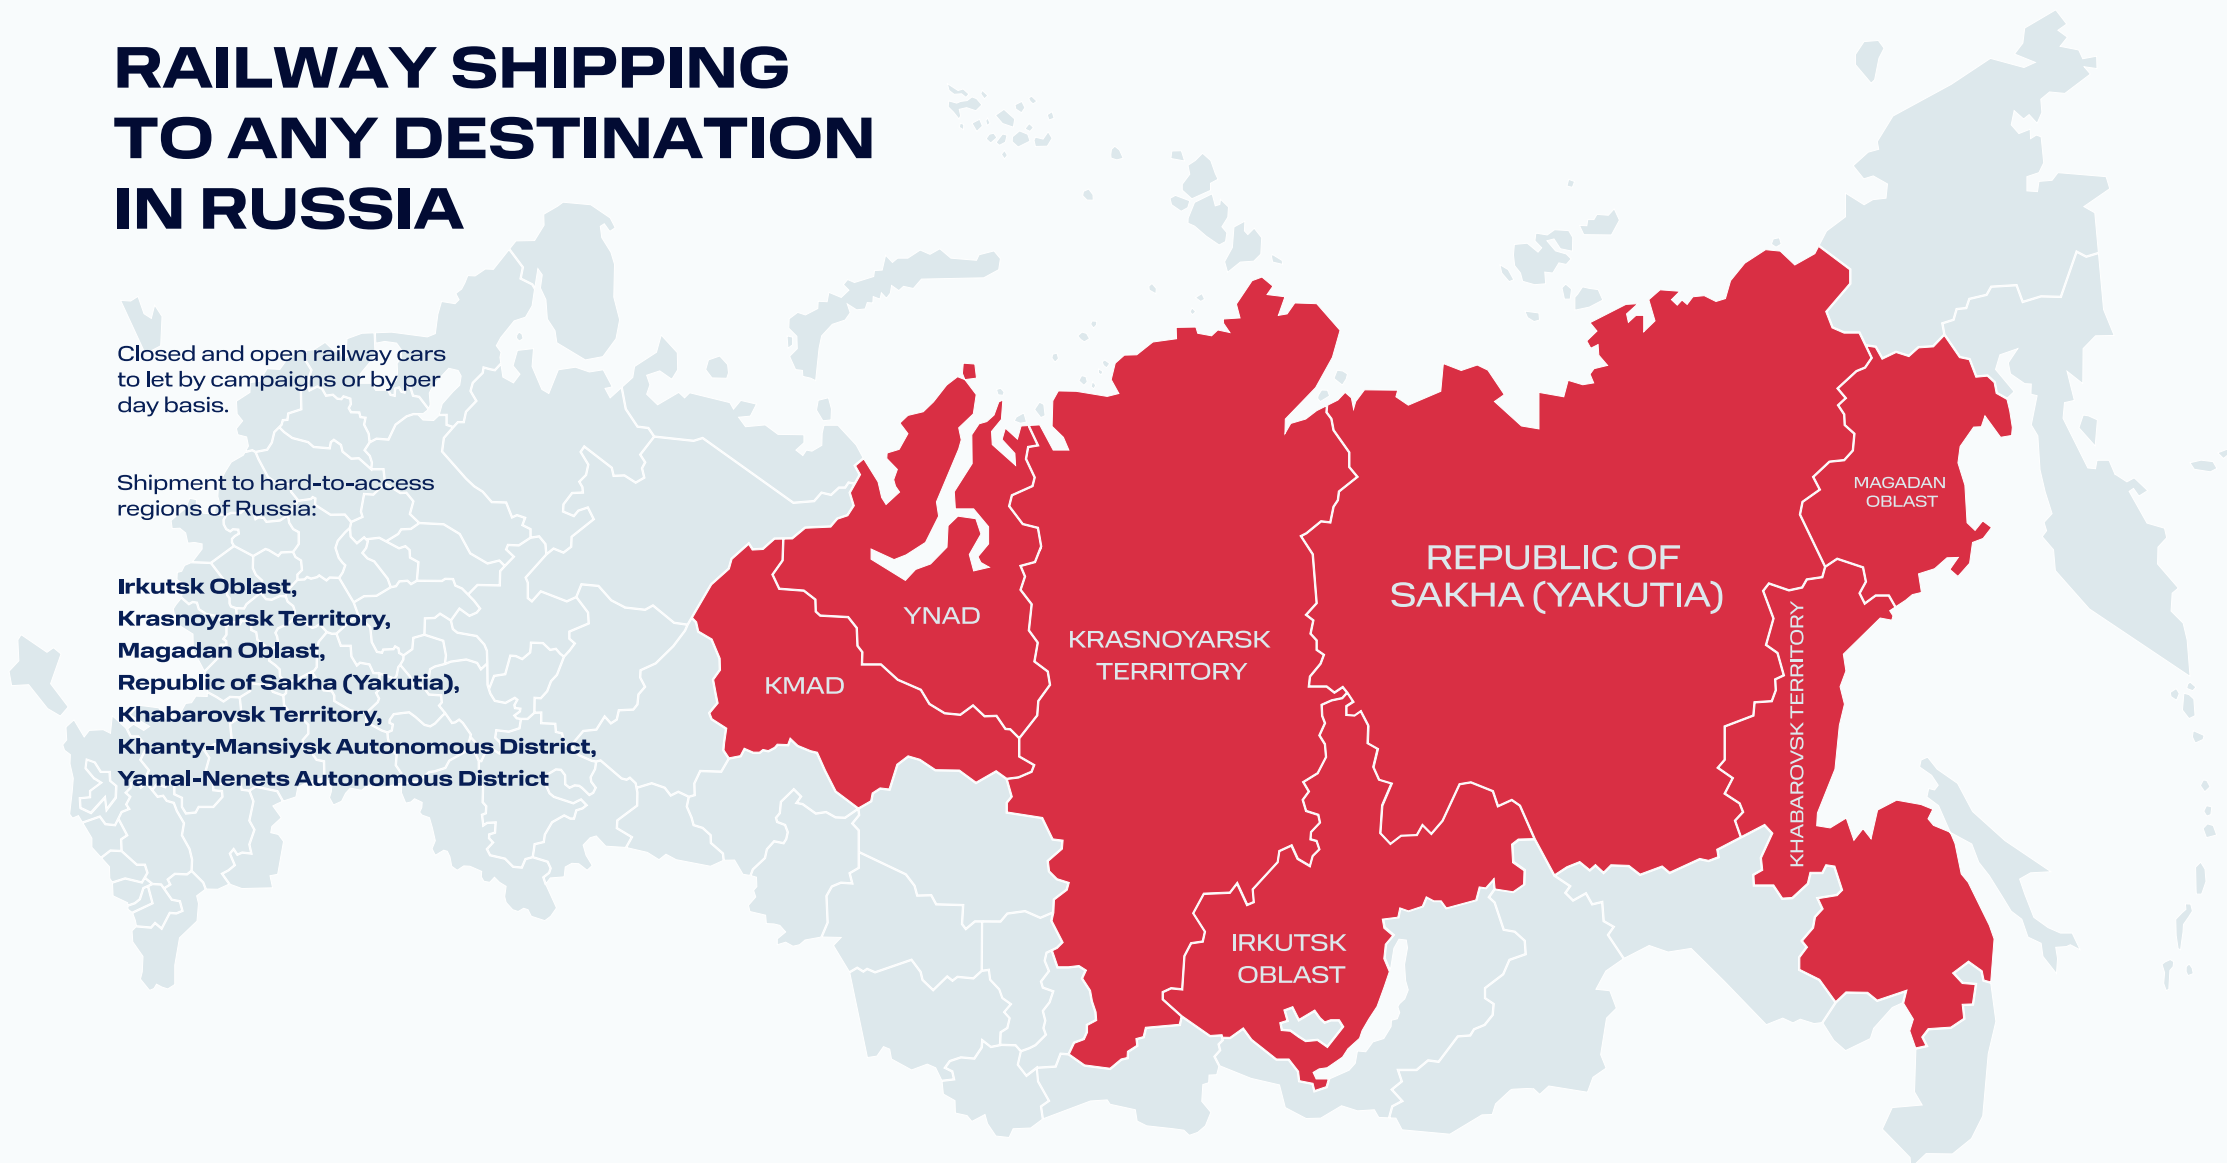 RAILWAY SHIPPING
TO ANY DESTINATION
IN RUSSIA
Closed and open railway cars
to let by campaigns or by per
day basis.
Shipment to hard-to-access
regions of Russia:
Irkutsk Oblast,
Krasnoyarsk Territory,
Magadan Oblast,
Republic of Sakha (Yakutia),
Khabarovsk Territory,
Khanty-Mansiysk Autonomous District,
Yamal-Nenets Autonomous District
KMAD
YNAD
KRASNOYARSK
TERRITORY
IRKUTSK
OBLAST
REPUBLIC OF
SAKHA (YAKUTIA)
KHABAROVSK TERRITORY
MAGADAN
OBLAST